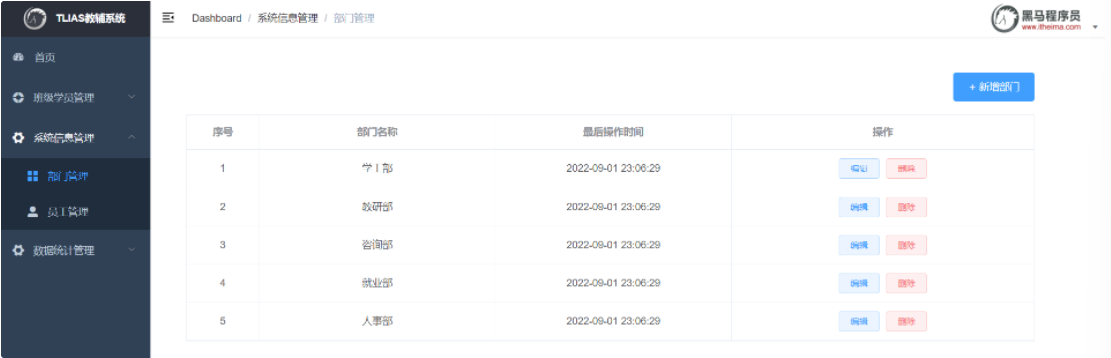 TLIAS教辅系统
Dashboard / 系统信息管理 / 部门管理
黑马程序员
www.itheima.com
首页
班级学员管理
系统信息管理
部门管理
员工管理
数据统计管理
+ 新增部门
序号 部门名称 最后操作时间 操作
1 学工部 2022-09-01 23:06:29 编辑 删除
2 教研部 2022-09-01 23:06:29 编辑 删除
3 咨询部 2022-09-01 23:06:29 编辑 删除
4 就业部 2022-09-01 23:06:29 编辑 删除
5 人事部 2022-09-01 23:06:29 编辑 删除